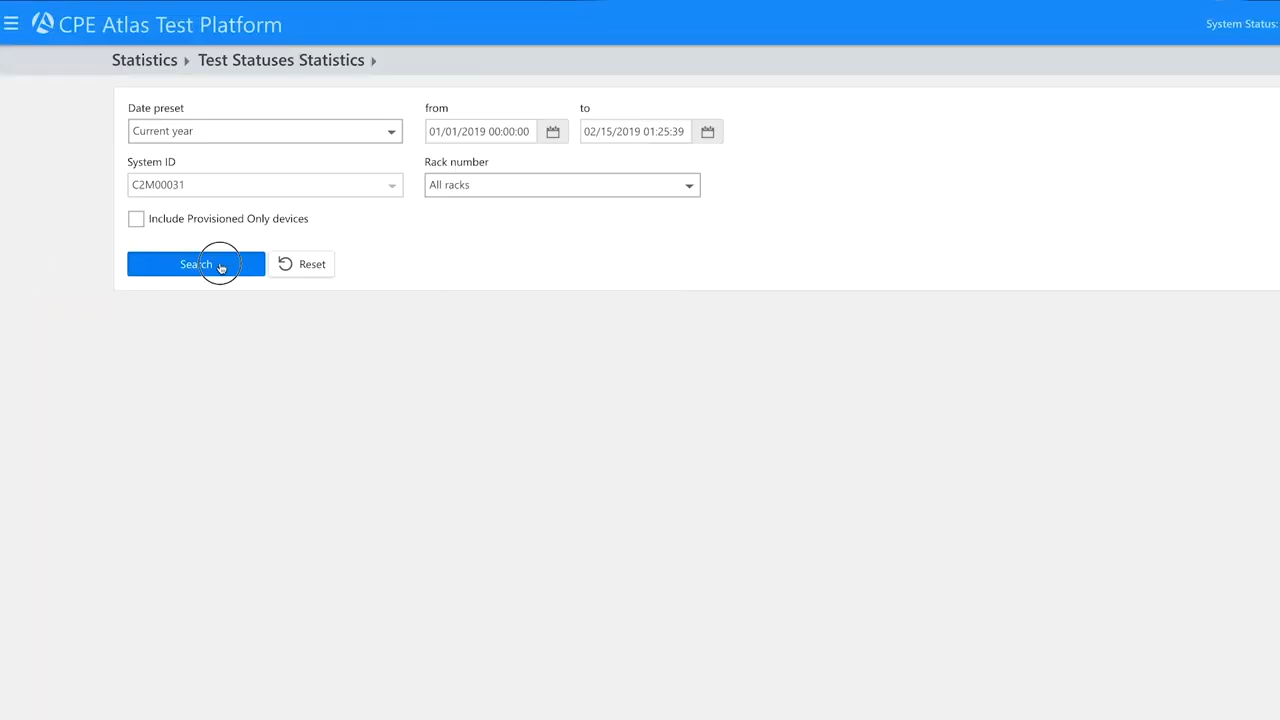 CPE Atlas Test Platform
System Status:
Statistics
Test Statuses Statistics
Date preset
from
to
Current year
01/01/2019 00:00:00
02/15/2019 01:25:39
System ID
Rack number
C2M00031
All racks
Include Provisioned Only devices
Search
Reset